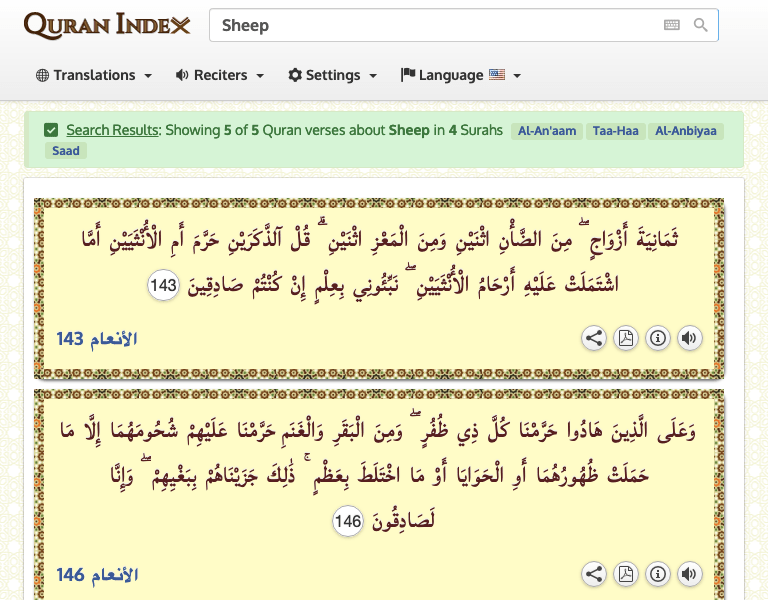 QURAN INDEX
Sheep
Translations Reciters Settings Language
Search Results: Showing 5 of 5 Quran verses about Sheep in 4 Surahs Al-An'aam Taa-Haa Al-Anbiyaa
Saad
ثَمَانِيَةَ أَزْوَاجٍ ۖ مِنَ الضَّأْنِ اثْنَيْنِ وَمِنَ الْمَعْزِ اثْنَيْنِ ۗ قُلْ آلذَّكَرَيْنِ حَرَّمَ أَمِ الْأُنْثَيَيْنِ أَمَّا
اشْتَمَلَتْ عَلَيْهِ أَرْحَامُ الْأُنْثَيَيْنِ ۖ نَبِّئُونِي بِعِلْمٍ إِنْ كُنْتُمْ صَادِقِينَ 143
الأنعام 143
وَعَلَى الَّذِينَ هَادُوا حَرَّمْنَا كُلَّ ذِي ظُفُرٍ ۖ وَمِنَ الْبَقَرِ وَالْغَنَمِ حَرَّمْنَا عَلَيْهِمْ شُحُومَهُمَا إِلَّا مَا
حَمَلَتْ ظُهُورُهُمَا أَوِ الْحَوَايَا أَوْ مَا اخْتَلَطَ بِعَظْمٍ ۚ ذَٰلِكَ جَزَيْنَاهُمْ بِبَغْيِهِمْ ۖ وَإِنَّا
لَصَادِقُونَ 146
الأنعام 146